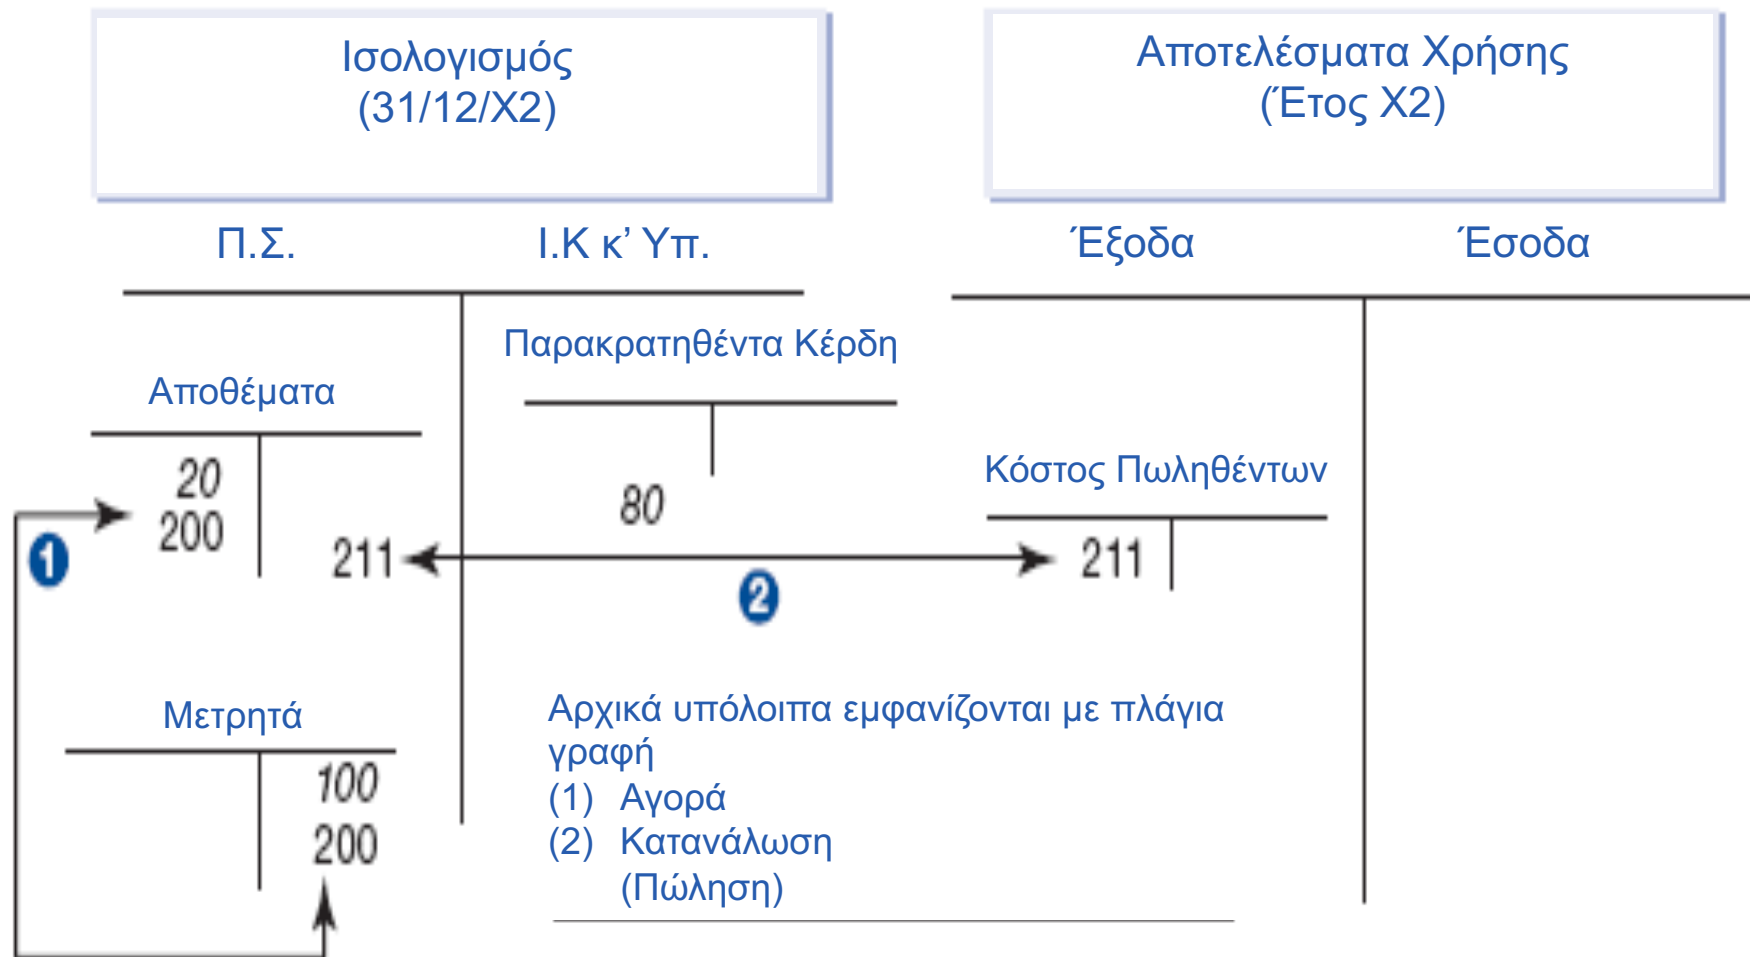 Ισολογισμός
(31/12/Χ2)
Αποτελέσματα Χρήσης
(Έτος Χ2)
Π.Σ.
Ι.Κ κ’ Υπ.
Έξοδα
Έσοδα
Παρακρατηθέντα Κέρδη
Αποθέματα
Κόστος Πωληθέντων
20
200
80
1
211
211
2
Μετρητά
100
200
Αρχικά υπόλοιπα εμφανίζονται με πλάγια
γραφή
(1) Αγορά
(2) Κατανάλωση
(Πώληση)